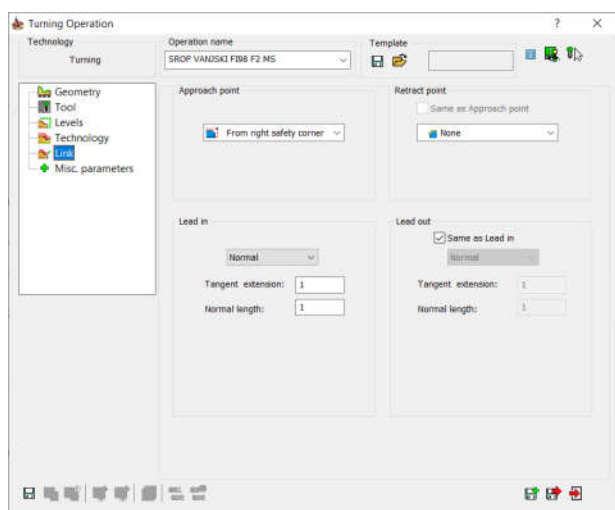 Turning Operation
Technology
Turning
Operation name
SROP VANJSKI FI98 F2 MS
Template
Geometry
Tool
Levels
Technology
Link
Misc. parameters
Approach point
From right safety corner
Retract point
Same as Approach point
None
Lead in
Normal
Tangent extension: 1
Normal length: 1
Lead out
Same as Lead in
Normal
Tangent extension: 1
Normal length: 1